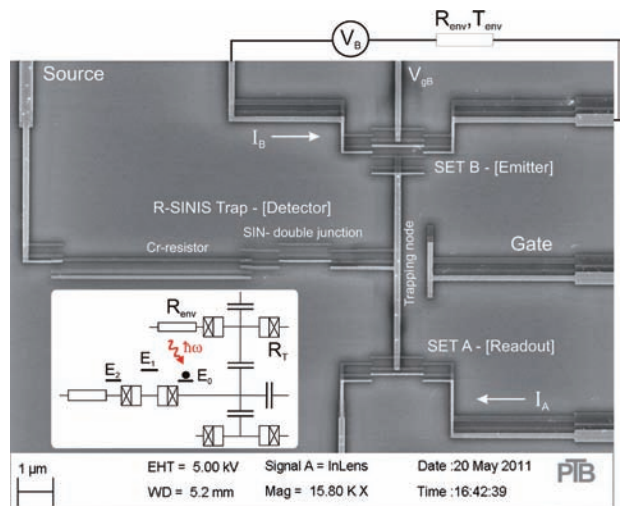 R_env, T_env
V_B
Source
V_gB
I_B
SET B - [Emitter]
R-SINIS Trap - [Detector]
SIN- double junction
Cr-resistor
Trapping node
Gate
R_env
ħω
R_T
E_2
E_1
E_0
SET A - [Readout]
I_A
1 µm
EHT = 5.00 kV Signal A = InLens Date :20 May 2011
WD = 5.2 mm Mag = 15.80 K X Time :16:42:39
PTB